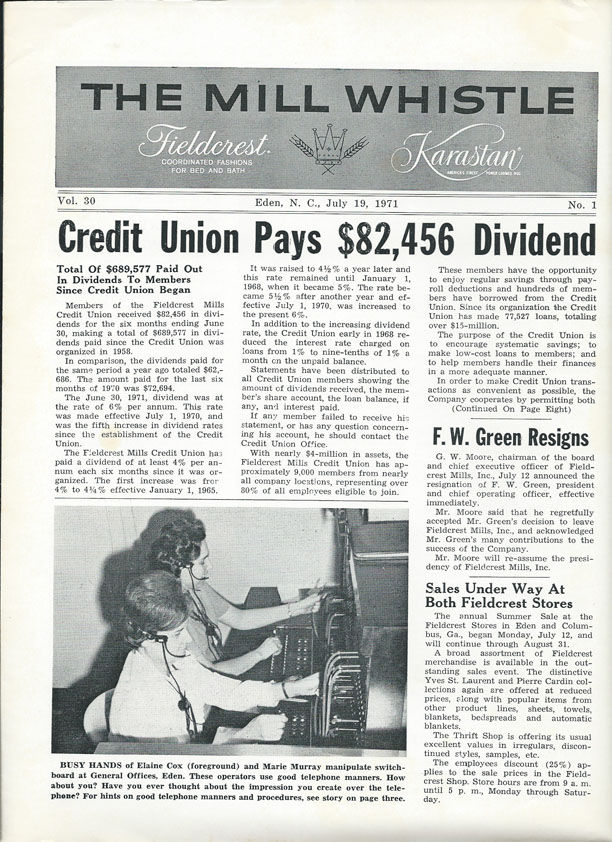 THE MILL WHISTLE
Fieldcrest.
COORDINATED FASHIONS
FOR BED AND BATH
Karastan
Vol. 30
Eden, N. C., July 19, 1971
No. 1
Credit Union Pays $82,456 Dividend
Total Of $689,577 Paid Out
In Dividends To Members
Since Credit Union Began
Members of the Fieldcrest Mills
Credit Union received $82,456 in divi-
dends for the six months ending June
30, making a total of $689,577 in divi-
dends paid since the Credit Union was
organized in 1958.
In comparison, the dividends paid for
the same period a year ago totaled $62,-
686. The amount paid for the last six
months of 1970 was $72,694.
The June 30, 1971, dividend was at
the rate of 6% per annum. This rate
was made effective July 1, 1970, and
was the fifth increase in dividend rates
since the establishment of the Credit
Union.
The Fieldcrest Mills Credit Union has
paid a dividend of at least 4% per an-
num each six months since it was or-
ganized. The first increase was from
4% to 4¼% effective January 1, 1965.
It was raised to 4½% a year later and
this rate remained until January 1,
1968, when it became 5%. The rate be-
came 5½% after another year and ef-
fective July 1, 1970, was increased to
the present 6%.
In addition to the increasing dividend
rate, the Credit Union early in 1968 re-
duced the interest rate charged on
loans from 1% to nine-tenths of 1% a
month on the unpaid balance.
Statements have been distributed to
all Credit Union members showing the
amount of dividends received, the mem-
ber's share account, the loan balance, if
any, and interest paid.
If any member failed to receive his
statement, or has any question concern-
ing his account, he should contact the
Credit Union Office.
With nearly $4-million in assets, the
Fieldcrest Mills Credit Union has ap-
proximately 9,000 members from nearly
all company locations, representing over
80% of all employees eligible to join.
These members have the opportunity
to enjoy regular savings through pay-
roll deductions and hundreds of mem-
bers have borrowed from the Credit
Union. Since its organization the Credit
Union has made 77,527 loans, totaling
over $15-million.
The purpose of the Credit Union is
to encourage systematic savings; to
make low-cost loans to members; and
to help members handle their finances
in a more adequate manner.
In order to make Credit Union trans-
actions as convenient as possible, the
Company cooperates by permitting both
(Continued On Page Eight)
F. W. Green Resigns
G. W. Moore, chairman of the board
and chief executive officer of Field-
crest Mills, Inc., July 12 announced the
resignation of F. W. Green, president
and chief operating officer, effective
immediately.
Mr. Moore said that he regretfully
accepted Mr. Green's decision to leave
Fieldcrest Mills, Inc., and acknowledged
Mr. Green's many contributions to the
success of the Company.
Mr. Moore will re-assume the presi-
dency of Fieldcrest Mills, Inc.
Sales Under Way At
Both Fieldcrest Stores
The annual Summer Sale at the
Fieldcrest Stores in Eden and Colum-
bus, Ga., began Monday, July 12, and
will continue through August 31.
A broad assortment of Fieldcrest
merchandise is available in the out-
standing sales event. The distinctive
Yves St. Laurent and Pierre Cardin col-
lections again are offered at reduced
prices, along with popular items from
other product lines, sheets, towels,
blankets, bedspreads and automatic
blankets.
The Thrift Shop is offering its usual
excellent values in irregulars, discon-
tinued styles, samples, etc.
The employees discount (25%) ap-
plies to the sale prices in the Field-
crest Shop. Store hours are from 9 a. m.
until 5 p. m., Monday through Satur-
day.
BUSY HANDS of Elaine Cox (foreground) and Marie Murray manipulate switch-
board at General Offices, Eden. These operators use good telephone manners. How
about you? Have you ever thought about the impression you create over the tele-
phone? For hints on good telephone manners and procedures, see story on page three.